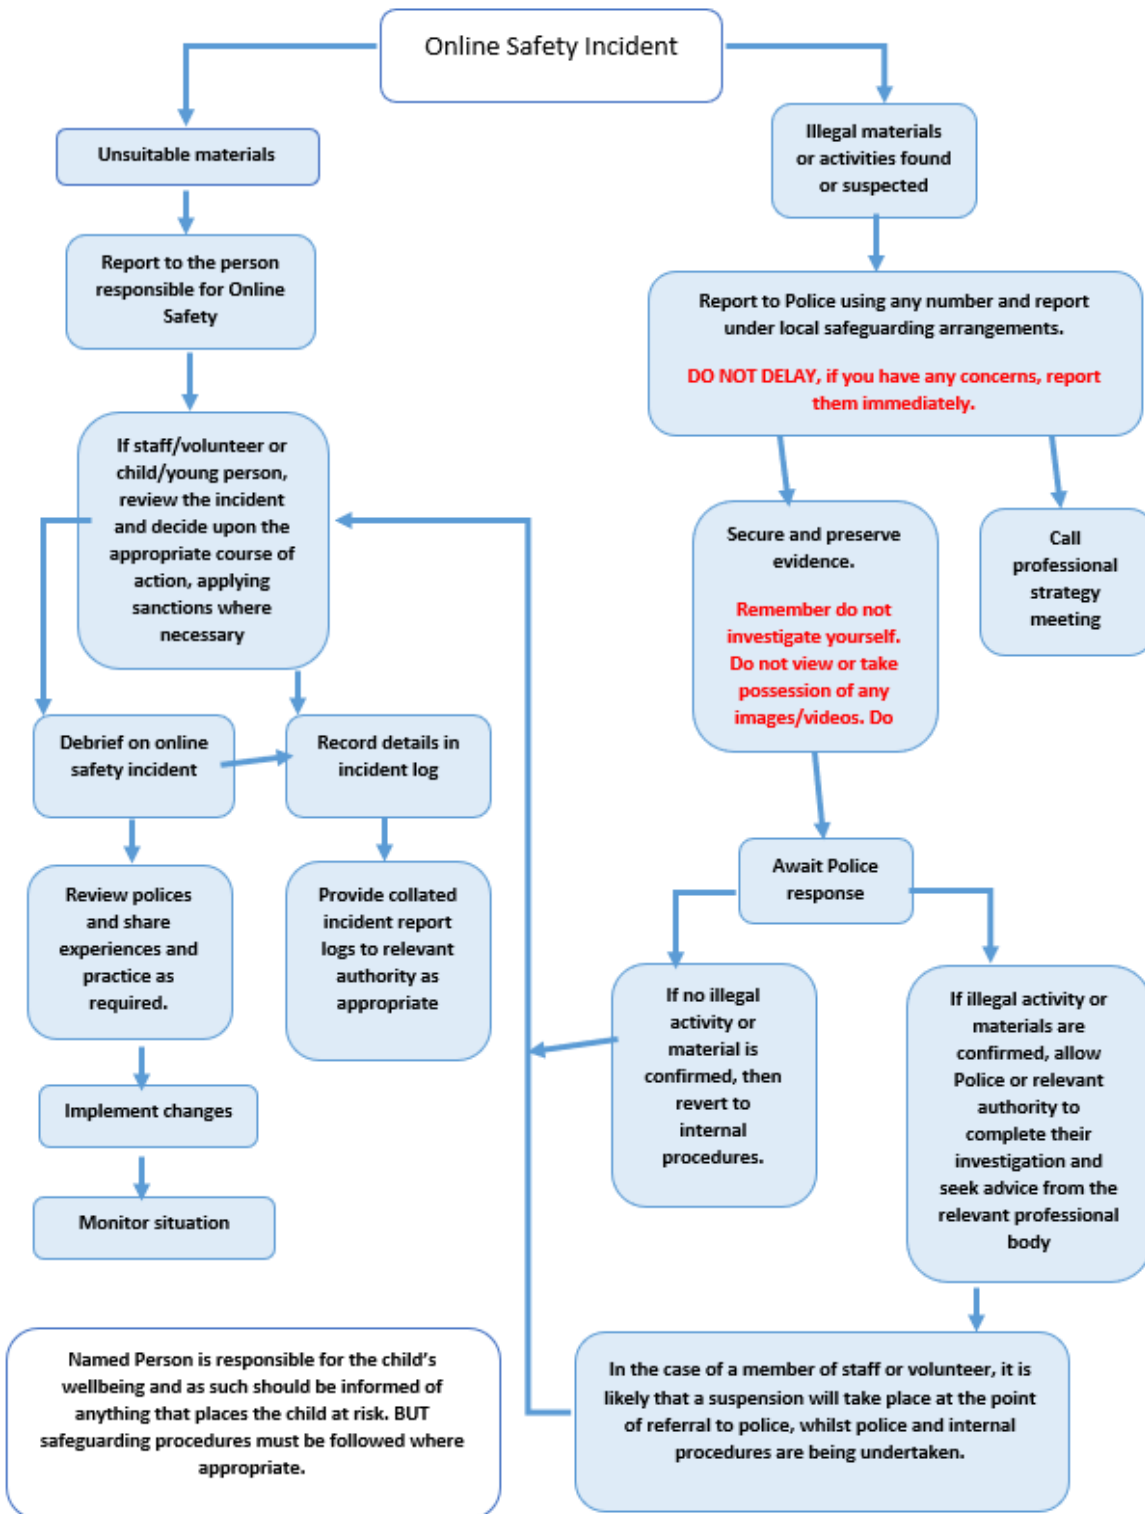 Online Safety Incident
Unsuitable materials
Report to the person
responsible for Online
Safety
If staff/volunteer or
child/young person,
review the incident
and decide upon the
appropriate course of
action, applying
sanctions where
necessary
Debrief on online
safety incident
Record details in
incident log
Review polices
and share
experiences and
practice as
required.
Provide collated
incident report
logs to relevant
authority as
appropriate
Implement changes
Monitor situation
Illegal materials
or activities found
or suspected
Report to Police using any number and report
under local safeguarding arrangements.
DO NOT DELAY, if you have any concerns, report
them immediately.
Secure and preserve
evidence.
Remember do not
investigate yourself.
Do not view or take
possession of any
images/videos. Do
Call
professional
strategy
meeting
Await Police
response
If no illegal
activity or
material is
confirmed, then
revert to
internal
procedures.
If illegal activity or
materials are
confirmed, allow
Police or relevant
authority to
complete their
investigation and
seek advice from the
relevant professional
body
In the case of a member of staff or volunteer, it is
likely that a suspension will take place at the point
of referral to police, whilst police and internal
procedures are being undertaken.
Named Person is responsible for the child's
wellbeing and as such should be informed of
anything that places the child at risk. BUT
safeguarding procedures must be followed where
appropriate.